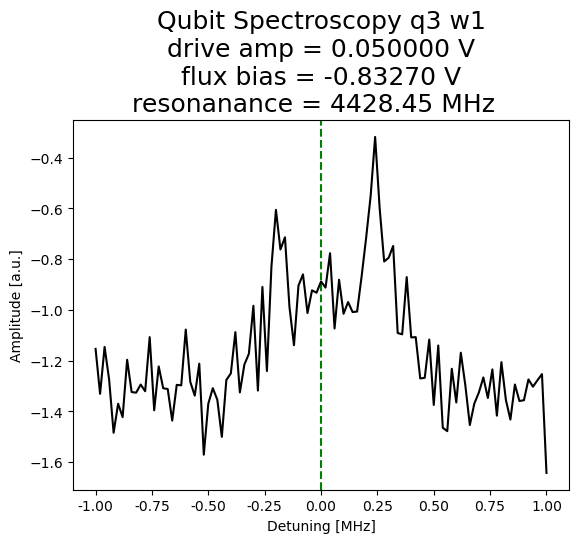 Qubit Spectroscopy q3 w1
drive amp = 0.050000 V
flux bias = -0.83270 V
resonanance = 4428.45 MHz
−0.4
−0.6
−0.8
−1.0
−1.2
−1.4
−1.6
Amplitude [a.u.]
-1.00
-0.75
-0.50
-0.25
0.00
0.25
0.50
0.75
1.00
Detuning [MHz]